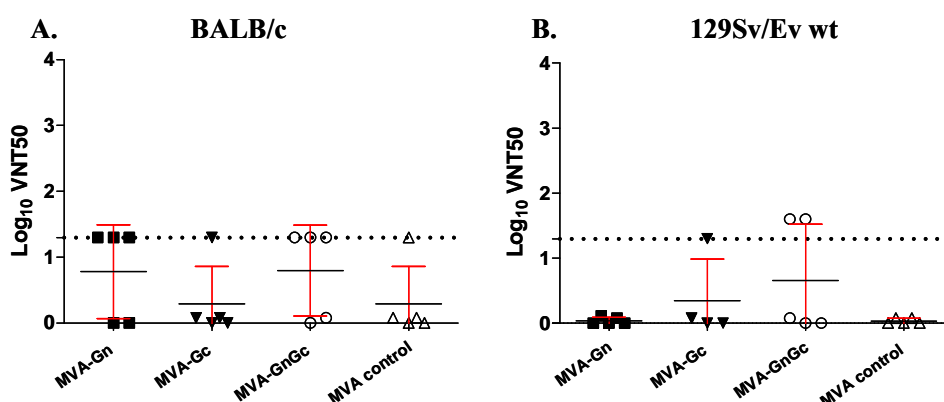 A. BALB/c
Log10 VNT50
4
3
2
1
0
MVA-Gn
MVA-Gc
MVA-GnGc
MVA control
B. 129Sv/Ev wt
Log10 VNT50
4
3
2
1
0
MVA-Gn
MVA-Gc
MVA-GnGc
MVA control